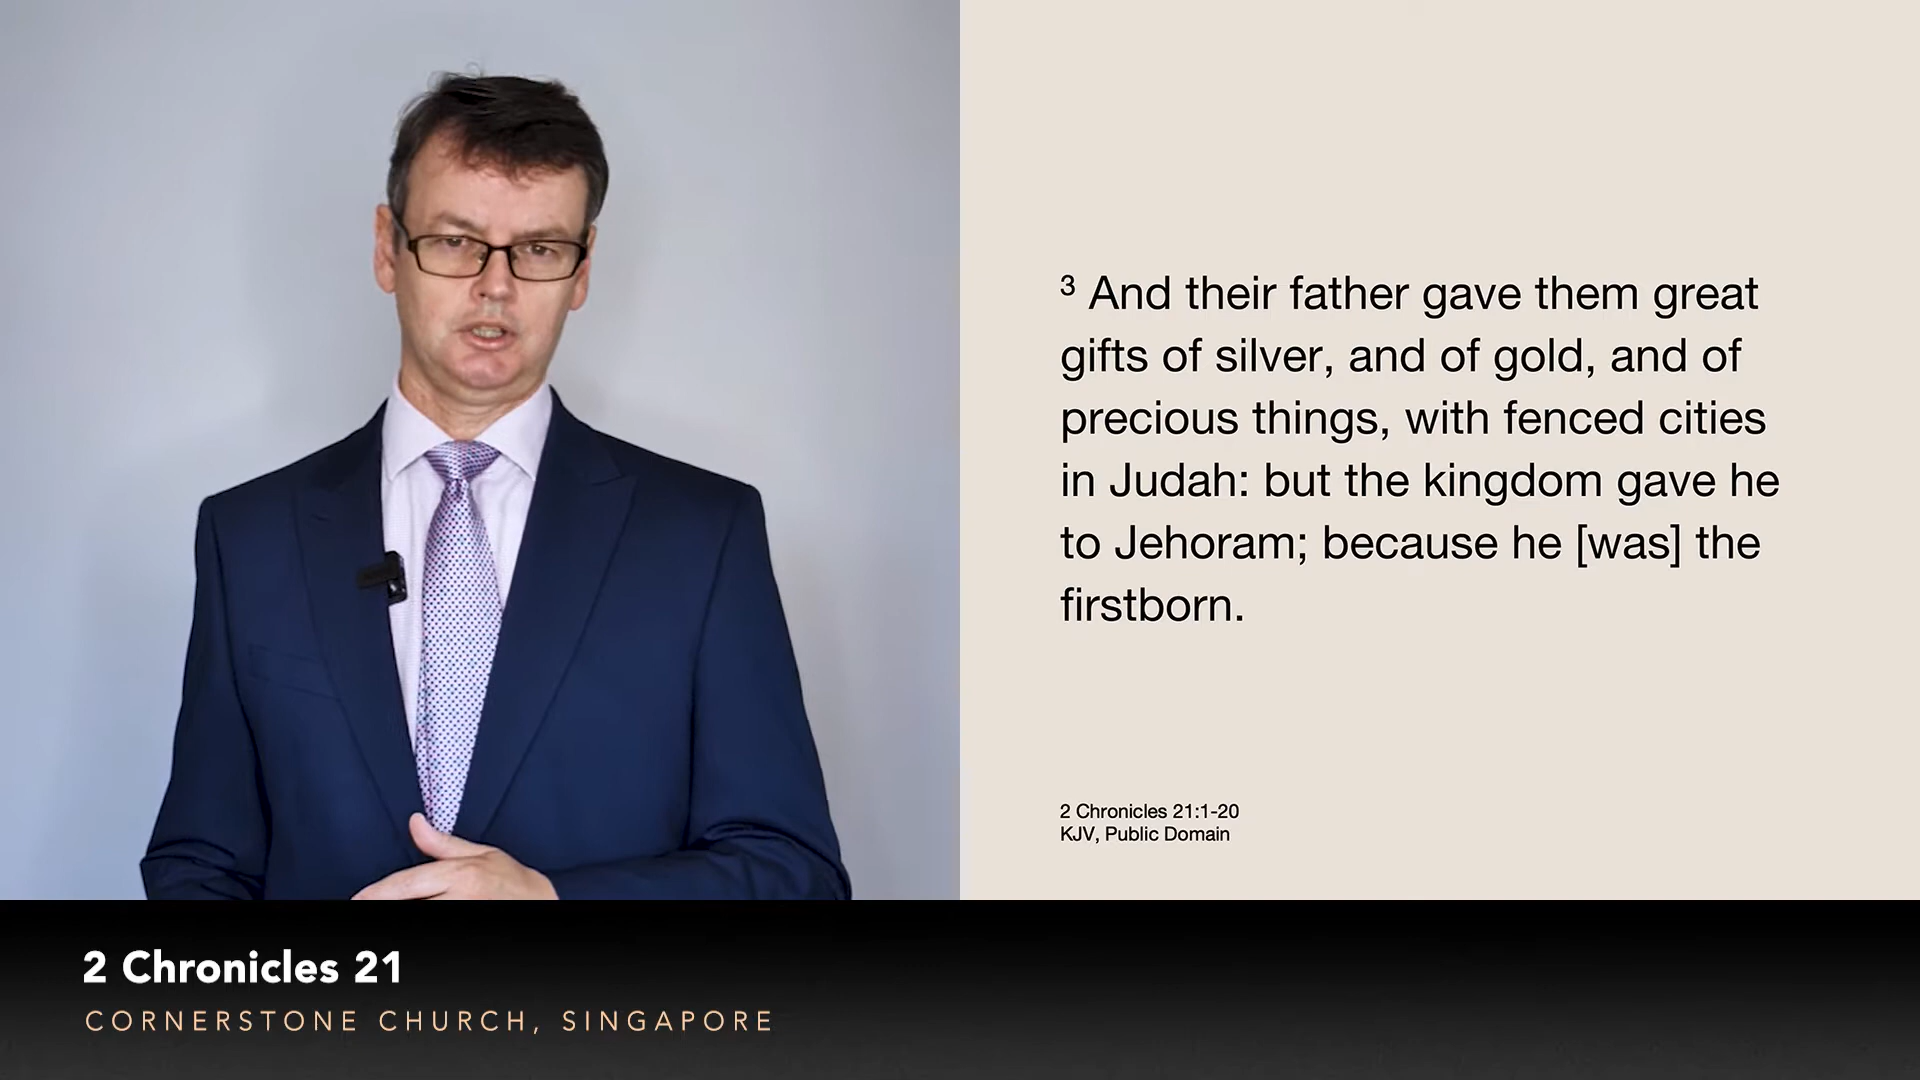 ³ And their father gave them great
gifts of silver, and of gold, and of
precious things, with fenced cities
in Judah: but the kingdom gave he
to Jehoram; because he [was] the
firstborn.
2 Chronicles 21:1-20
KJV, Public Domain
2 Chronicles 21
CORNERSTONE CHURCH, SINGAPORE